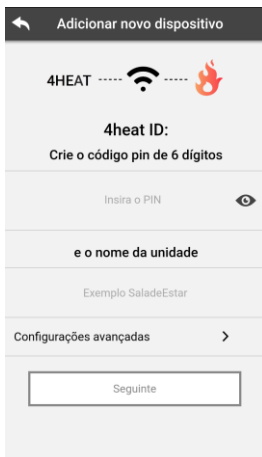 Adicionar novo dispositivo
4HEAT
4heat ID:
Crie o código pin de 6 dígitos
Insira o PIN
e o nome da unidade
Exemplo SaladeEstar
Configurações avançadas
Seguinte